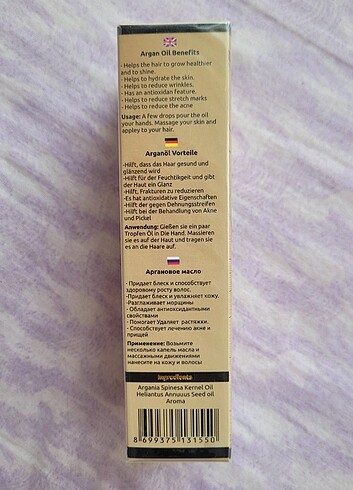 Argan Oil Benefits
- Helps the hair to grow healthier
and to shine.
- Helps to hydrate the skin.
- Helps to reduce wrinkles.
- Has an antioxidan feature.
- Helps to reduce stretch marks
- Helps to reduce the acne
Usage: A few drops pour the oil
your hands. Massage your skin and
appley to your hair.
Arganöl Vorteile
-Hilft, dass das Haar gesund und
glänzend wird
-Hilft für die Feuchtigkeit und gibt
der Haut ein Glanz
-Hilft, Frakturen zu reduzieren
-Es hat antioxidative Eigenschaften
-Hilft der gegen Dehnungsstreifen
-Hilft bei der Behandlung von Akne
und Pickel
Anwendung: Gießen sie ein paar
Tropfen Öl in Die Hand. Massieren
sie es auf der Haut und tragen sie
es an die Haare auf.
Аргановое масло
- Придает блеск и способствует
здоровому росту волос.
-Придает блеск и увлажняет кожу.
-Разглаживает морщины
- Обладает антиоксидантными
свойствами
- Помогает Удаляет растяжки.
- Способствует лечению акне и
прищей
Применение: Возьмите
несколько капель масла и
массажными движениями
нанесите на кожу и волосы
Ingredients
Argania Spinesa Kernel Oil
Heliantus Annuuus Seed oil
Aroma
8 699375 131550